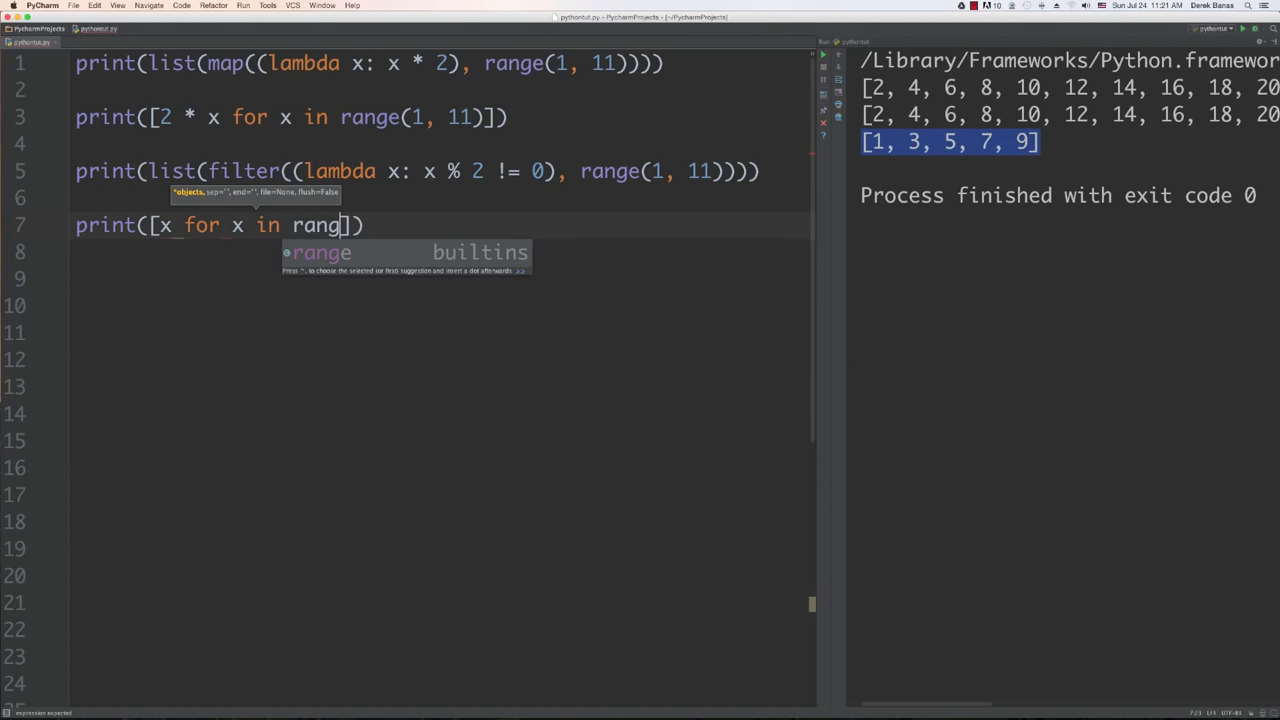 PyCharm File Edit View Navigate Code Refactor Run Tools VCS Window Help 10 Sun Jul 24 11:21 AM Derek Banas
pythontut.py - PyCharmProjects - [~/PycharmProjects]
PycharmProjects pythontut.py pythontut
pythontut.py Run: pythontut
1 print(list(map((lambda x: x * 2), range(1, 11))))
2
3 print([2 * x for x in range(1, 11)])
4
5 print(list(filter((lambda x: x % 2 != 0), range(1, 11))))
6
*objects, sep=' ', end='', file=None, flush=False
7 print([x for x in rang])
8
range builtins
Press ^. to choose the selected (or first) suggestion and insert a dot afterwards >>
9
10
11
12
13
14
15
16
17
18
19
20
21
22
23
24
/Library/Frameworks/Python.framewor
[2, 4, 6, 8, 10, 12, 14, 16, 18, 20
[2, 4, 6, 8, 10, 12, 14, 16, 18, 20
[1, 3, 5, 7, 9]
Process finished with exit code 0
expression expected 7:23 LF≑ UTF-8≑